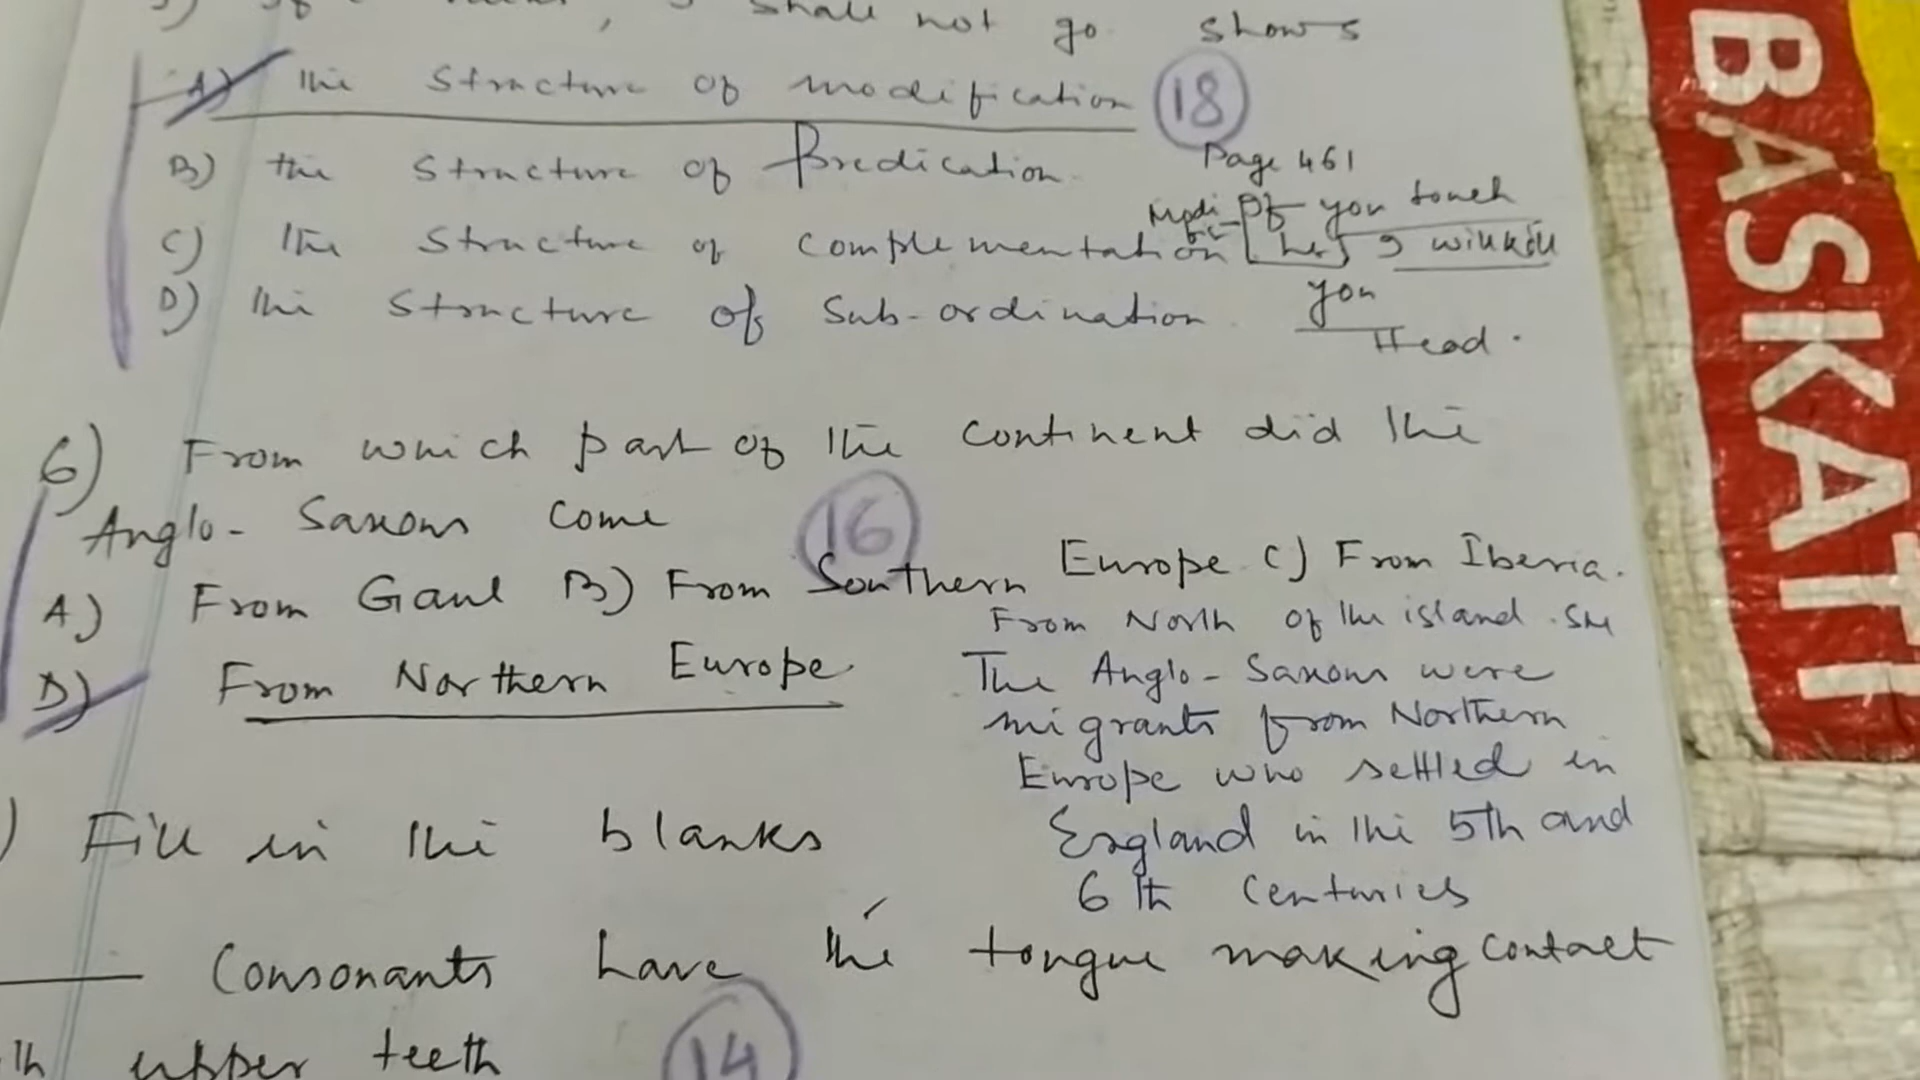 shall not go shows
A) The Structure of modification 18
B) the Structure of Predication Page 461
C) The Structure of complementation
D) The Structure of Sub-ordination
Modi If you touch
her I will kill
you
Head.
6) From which part of the continent did the
Anglo- Saxons come 16
A) From Gaul B) From Southern Europe C) From Iberia.
D) From Northern Europe
From North of the island.
The Anglo-Saxons were
migrants from Northern
Europe who settled in
England in the 5th and
6th Centuries
) Fill in the blanks
Consonants have the tongue making contact
th upper teeth 14
BASKATI